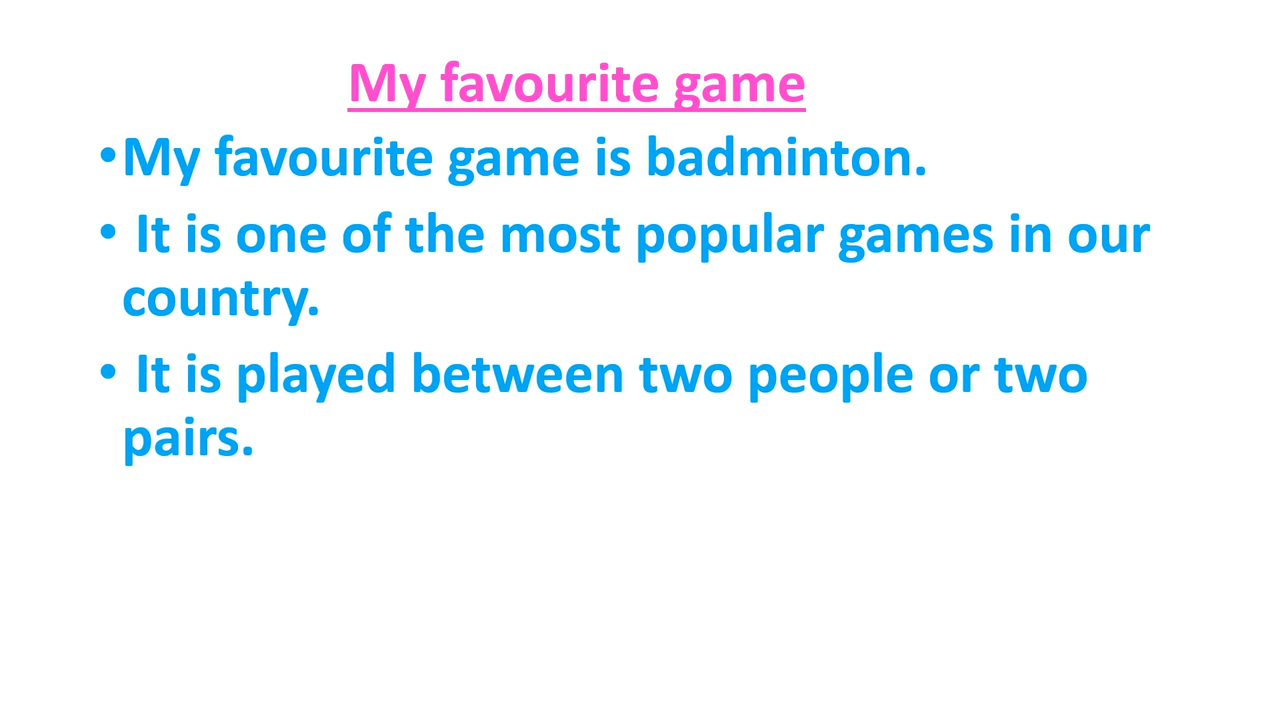 My favourite game
•My favourite game is badminton.
• It is one of the most popular games in our
country.
• It is played between two people or two
pairs.